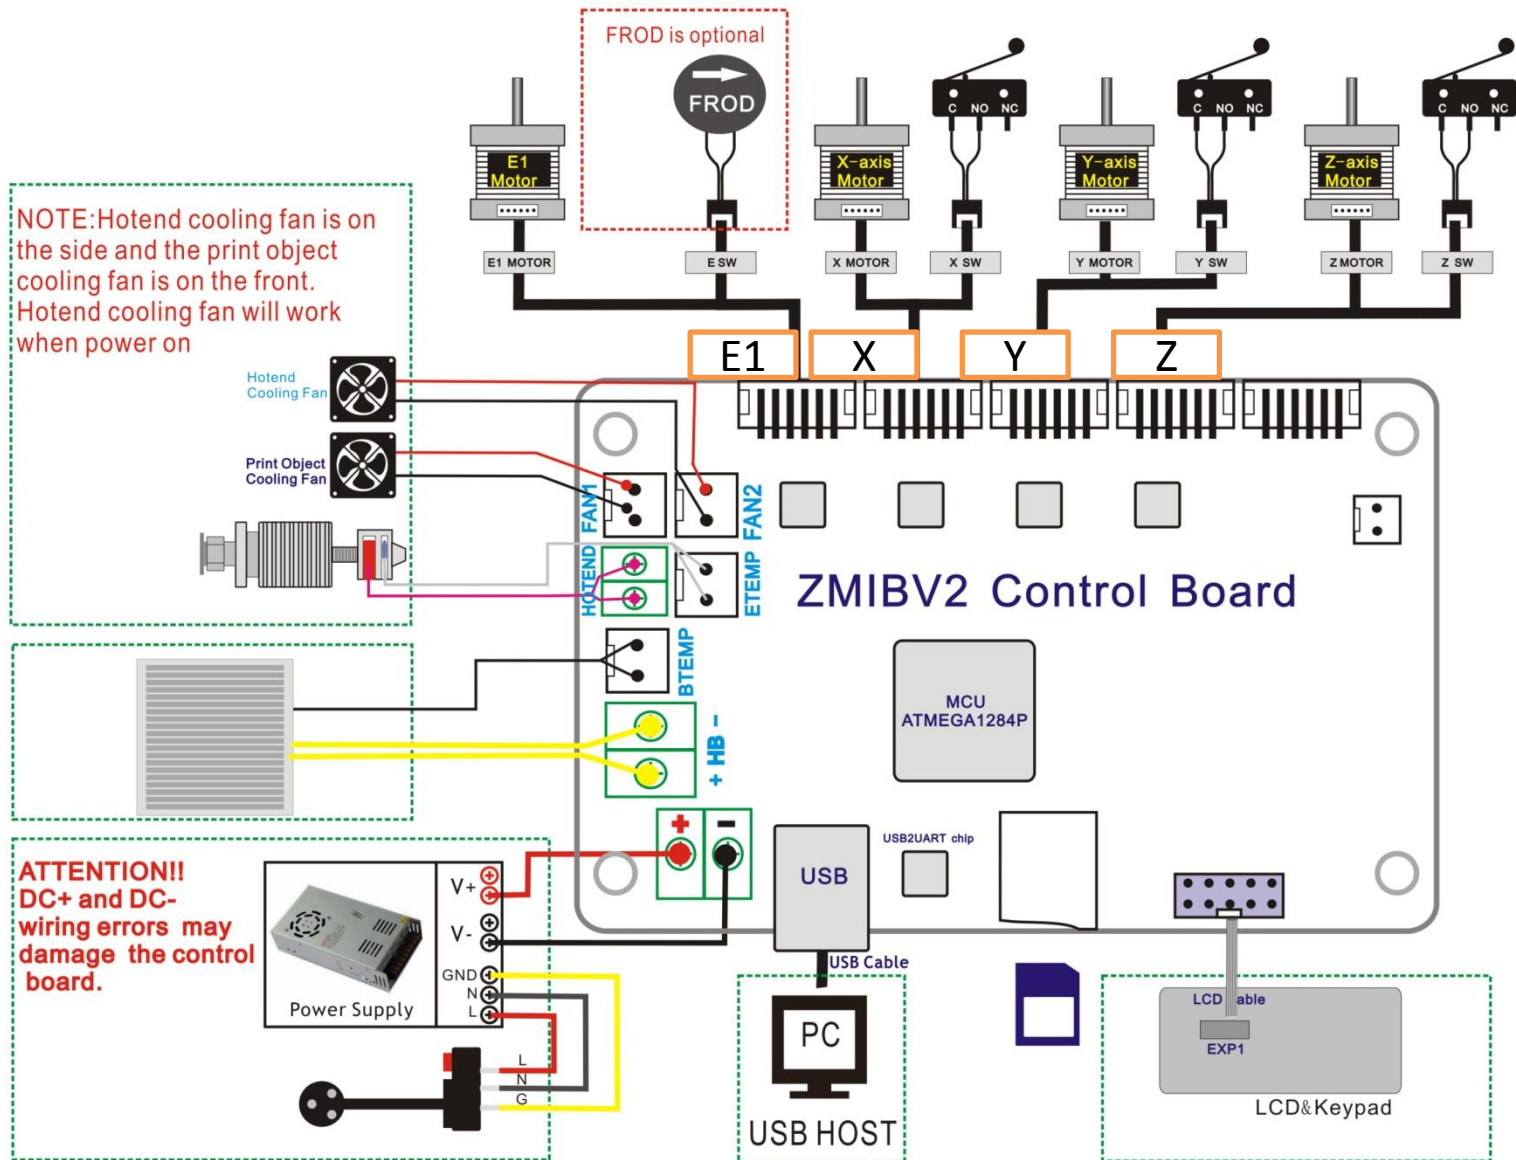 FROD is optional
FROD
C NO NC
C NO NC
C NO NC
E1
Motor
X-axis
Motor
Y-axis
Motor
Z-axis
Motor
E1 MOTOR
E SW
X MOTOR
X SW
Y MOTOR
Y SW
Z MOTOR
Z SW
NOTE:Hotend cooling fan is on
the side and the print object
cooling fan is on the front.
Hotend cooling fan will work
when power on
E1
X
Y
Z
Hotend
Cooling Fan
Print Object
Cooling Fan
FAN1
FAN2
HOTEND
ETEMP
ZMIBV2 Control Board
BTEMP
MCU
ATMEGA1284P
+ HB -
+
-
USB2UART chip
USB
ATTENTION!!
DC+ and DC-
wiring errors may
damage the control
board.
V+
V-
GND
N
L
Power Supply
L
N
G
USB Cable
PC
USB HOST
LCD
EXP1
LCD&Keypad